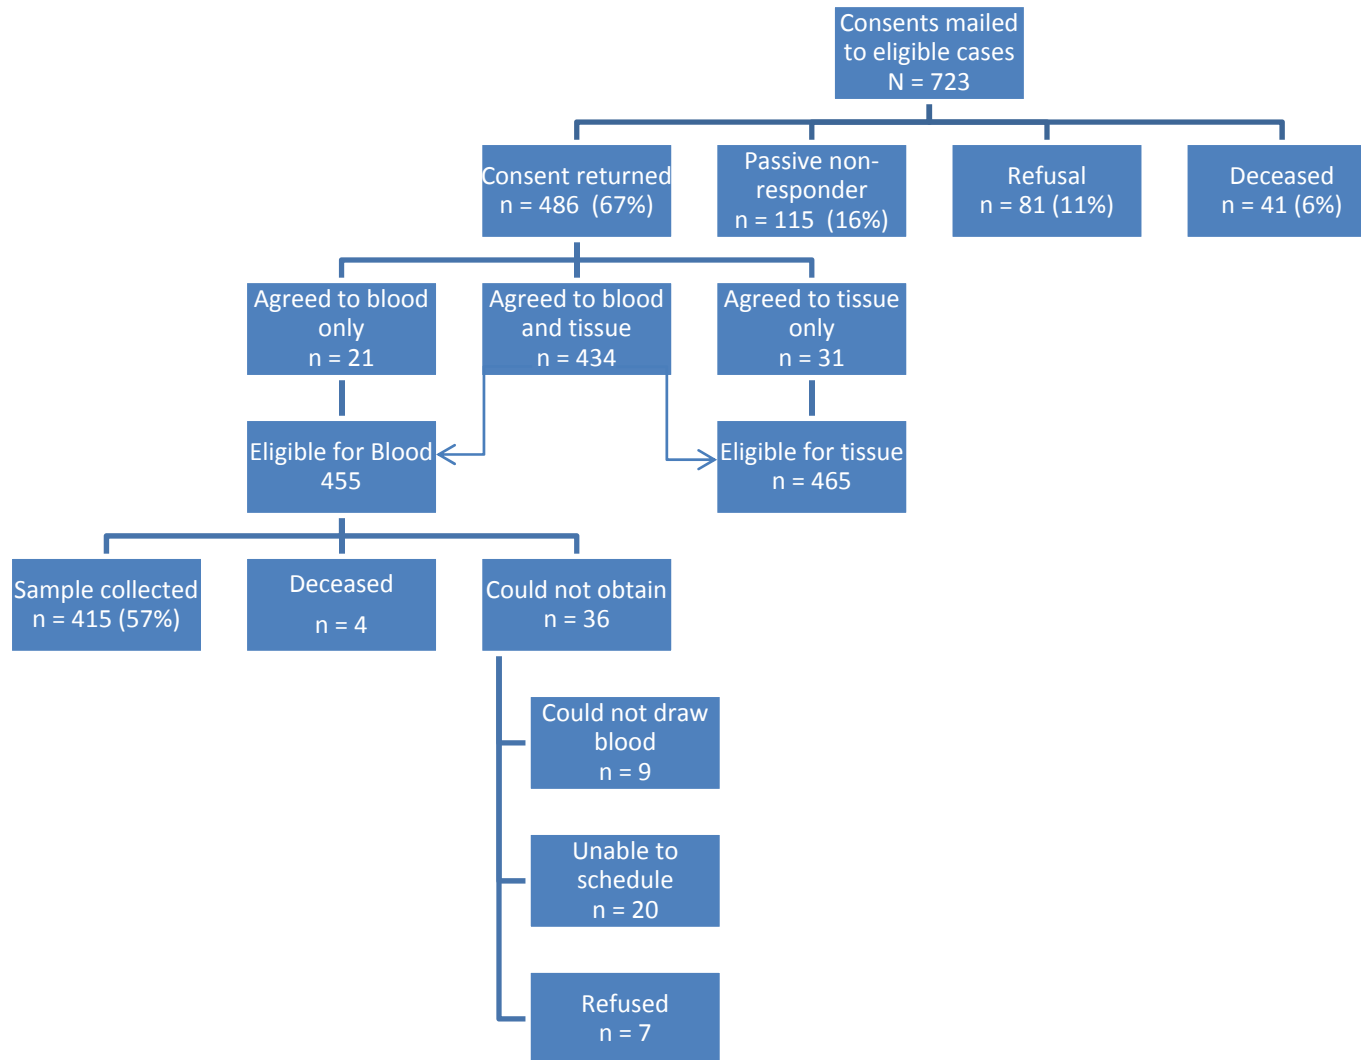 Consents mailed
to eligible cases
N = 723
Consent returned
n = 486 (67%)
Passive non-
responder
n = 115 (16%)
Refusal
n = 81 (11%)
Deceased
n = 41 (6%)
Agreed to blood
only
n = 21
Agreed to blood
and tissue
n = 434
Agreed to tissue
only
n = 31
Eligible for Blood
455
Eligible for tissue
n = 465
Sample collected
n = 415 (57%)
Deceased
n = 4
Could not obtain
n = 36
Could not draw
blood
n = 9
Unable to
schedule
n = 20
Refused
n = 7